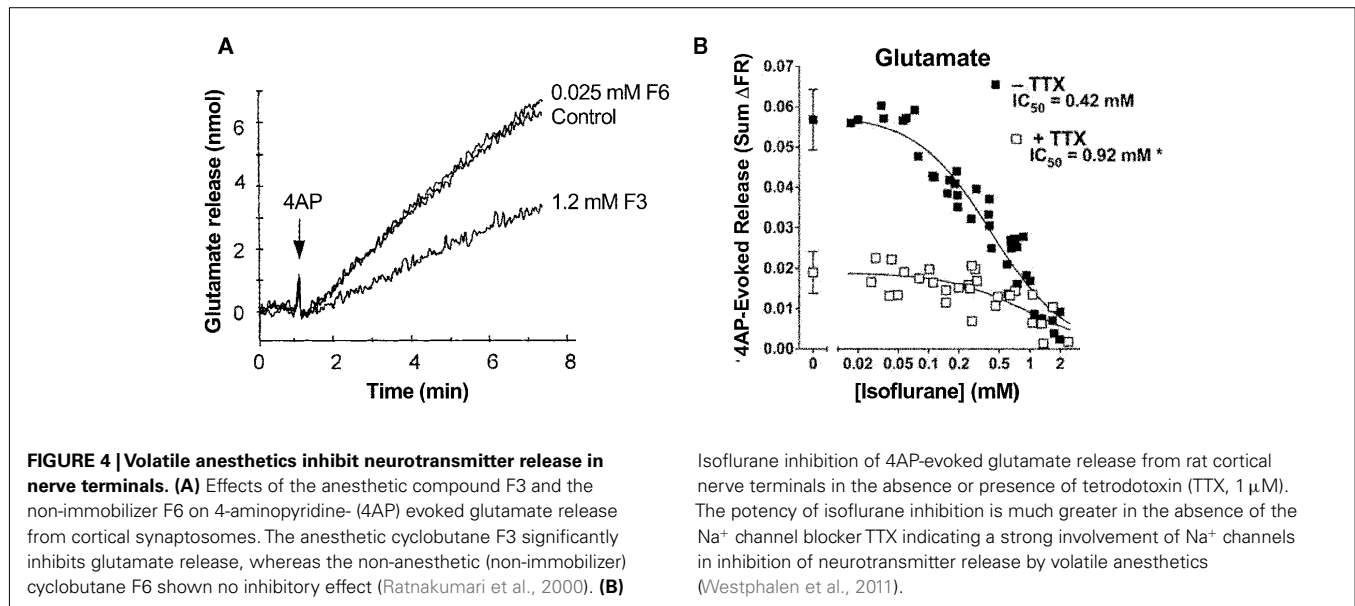 A
0.025 mM F6
Control
1.2 mM F3
4AP
Glutamate release (nmol)
6
4
2
0
0
2
4
6
8
Time (min)
B
Glutamate
– TTX
IC50 = 0.42 mM
+ TTX
IC50 = 0.92 mM *
4AP-Evoked Release (Sum ΔFR)
0.07
0.06
0.05
0.04
0.03
0.02
0.01
0.00
0
0.02
0.05
0.1
0.2
0.5
1
2
[Isoflurane] (mM)
FIGURE 4 | Volatile anesthetics inhibit neurotransmitter release in
nerve terminals. (A) Effects of the anesthetic compound F3 and the
non-immobilizer F6 on 4-aminopyridine- (4AP) evoked glutamate release
from cortical synaptosomes. The anesthetic cyclobutane F3 significantly
inhibits glutamate release, whereas the non-anesthetic (non-immobilizer)
cyclobutane F6 shown no inhibitory effect (Ratnakumari et al., 2000). (B)
Isoflurane inhibition of 4AP-evoked glutamate release from rat cortical
nerve terminals in the absence or presence of tetrodotoxin (TTX, 1 μM).
The potency of isoflurane inhibition is much greater in the absence of the
Na+ channel blocker TTX indicating a strong involvement of Na+ channels
in inhibition of neurotransmitter release by volatile anesthetics
(Westphalen et al., 2011).